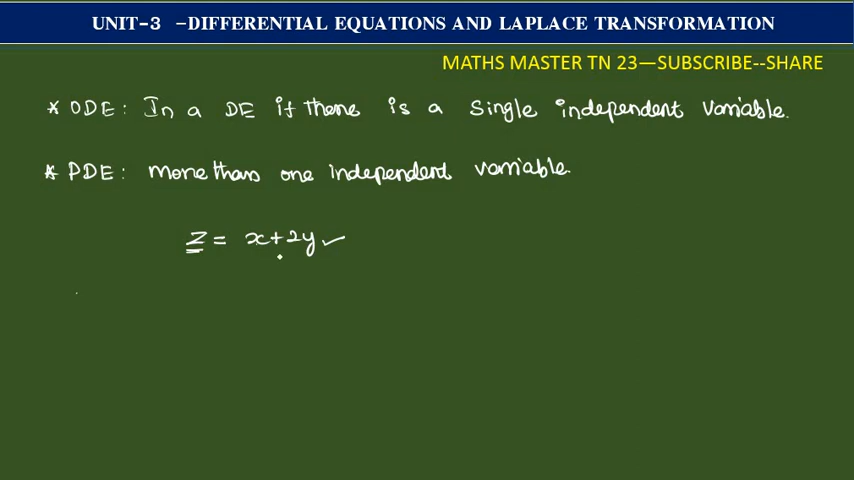 UNIT-3 -DIFFERENTIAL EQUATIONS AND LAPLACE TRANSFORMATION
MATHS MASTER TN 23—SUBSCRIBE--SHARE
* ODE: In a DE if there is a single independent variable.
* PDE: more than one independent variable.
Z = x+2y ✓